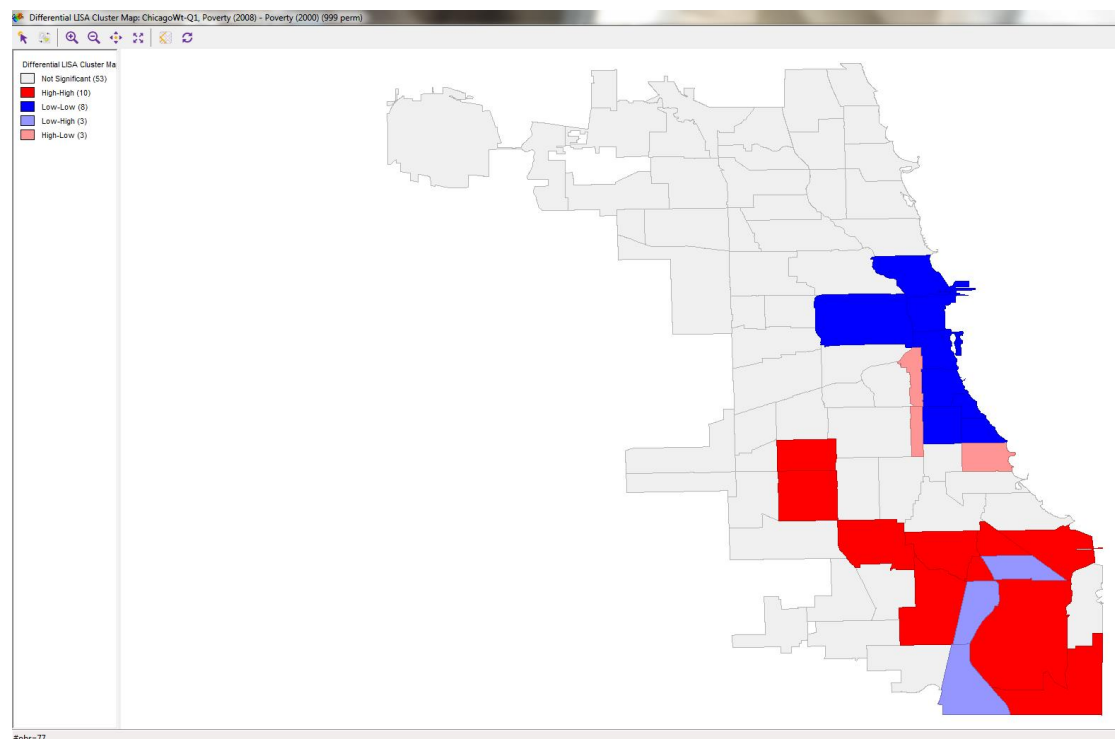 Differential LISA Cluster Map: ChicagoWt-Q1, Poverty (2008) - Poverty (2000) (999 perm)
Differential LISA Cluster Ma
Not Significant (53)
High-High (10)
Low-Low (8)
Low-High (3)
High-Low (3)
#obs=77